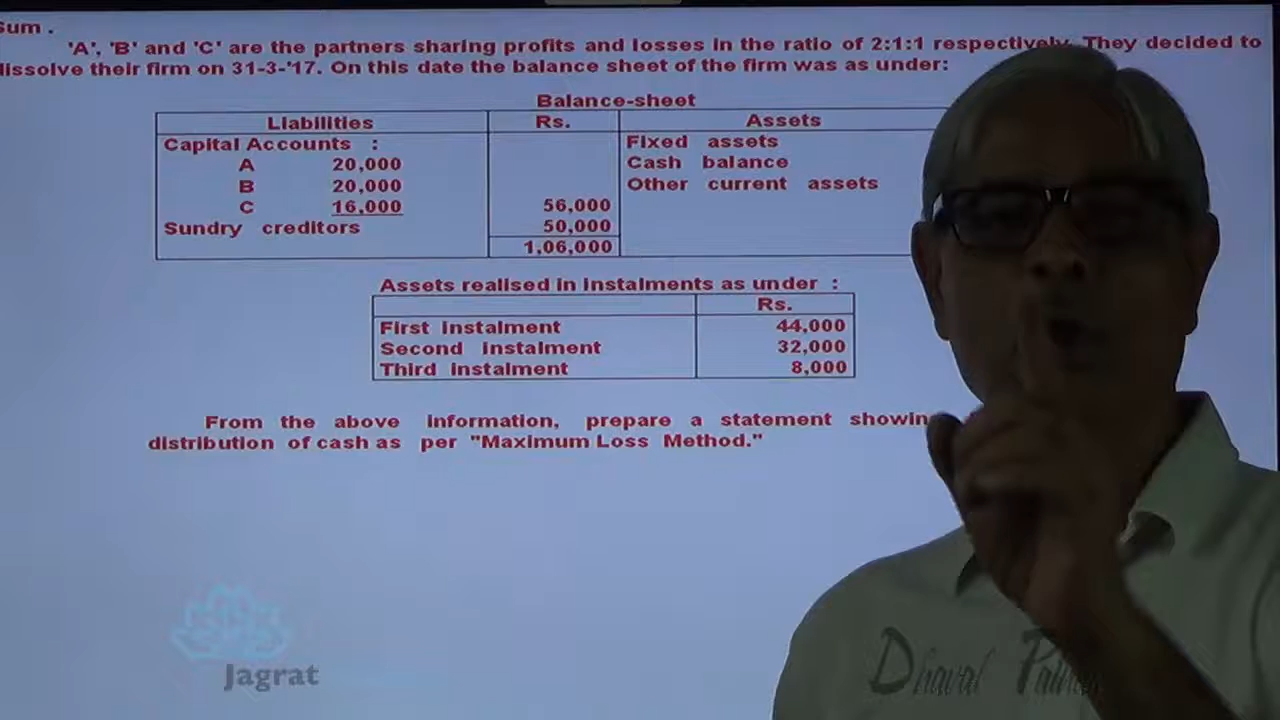 Sum .
'A', 'B' and 'C' are the partners sharing profits and losses in the ratio of 2:1:1 respectively. They decided to
dissolve their firm on 31-3-'17. On this date the balance sheet of the firm was as under:
Balance-sheet
Liabilities Rs. Assets
Capital Accounts : Fixed assets
A 20,000 Cash balance
B 20,000 Other current assets
C 16,000 56,000
Sundry creditors 50,000
1,06,000
Assets realised in instalments as under :
Rs.
First instalment 44,000
Second instalment 32,000
Third instalment 8,000
From the above information, prepare a statement
distribution of cash as per "Maximum Loss Method."
Jagrat
Dhaval